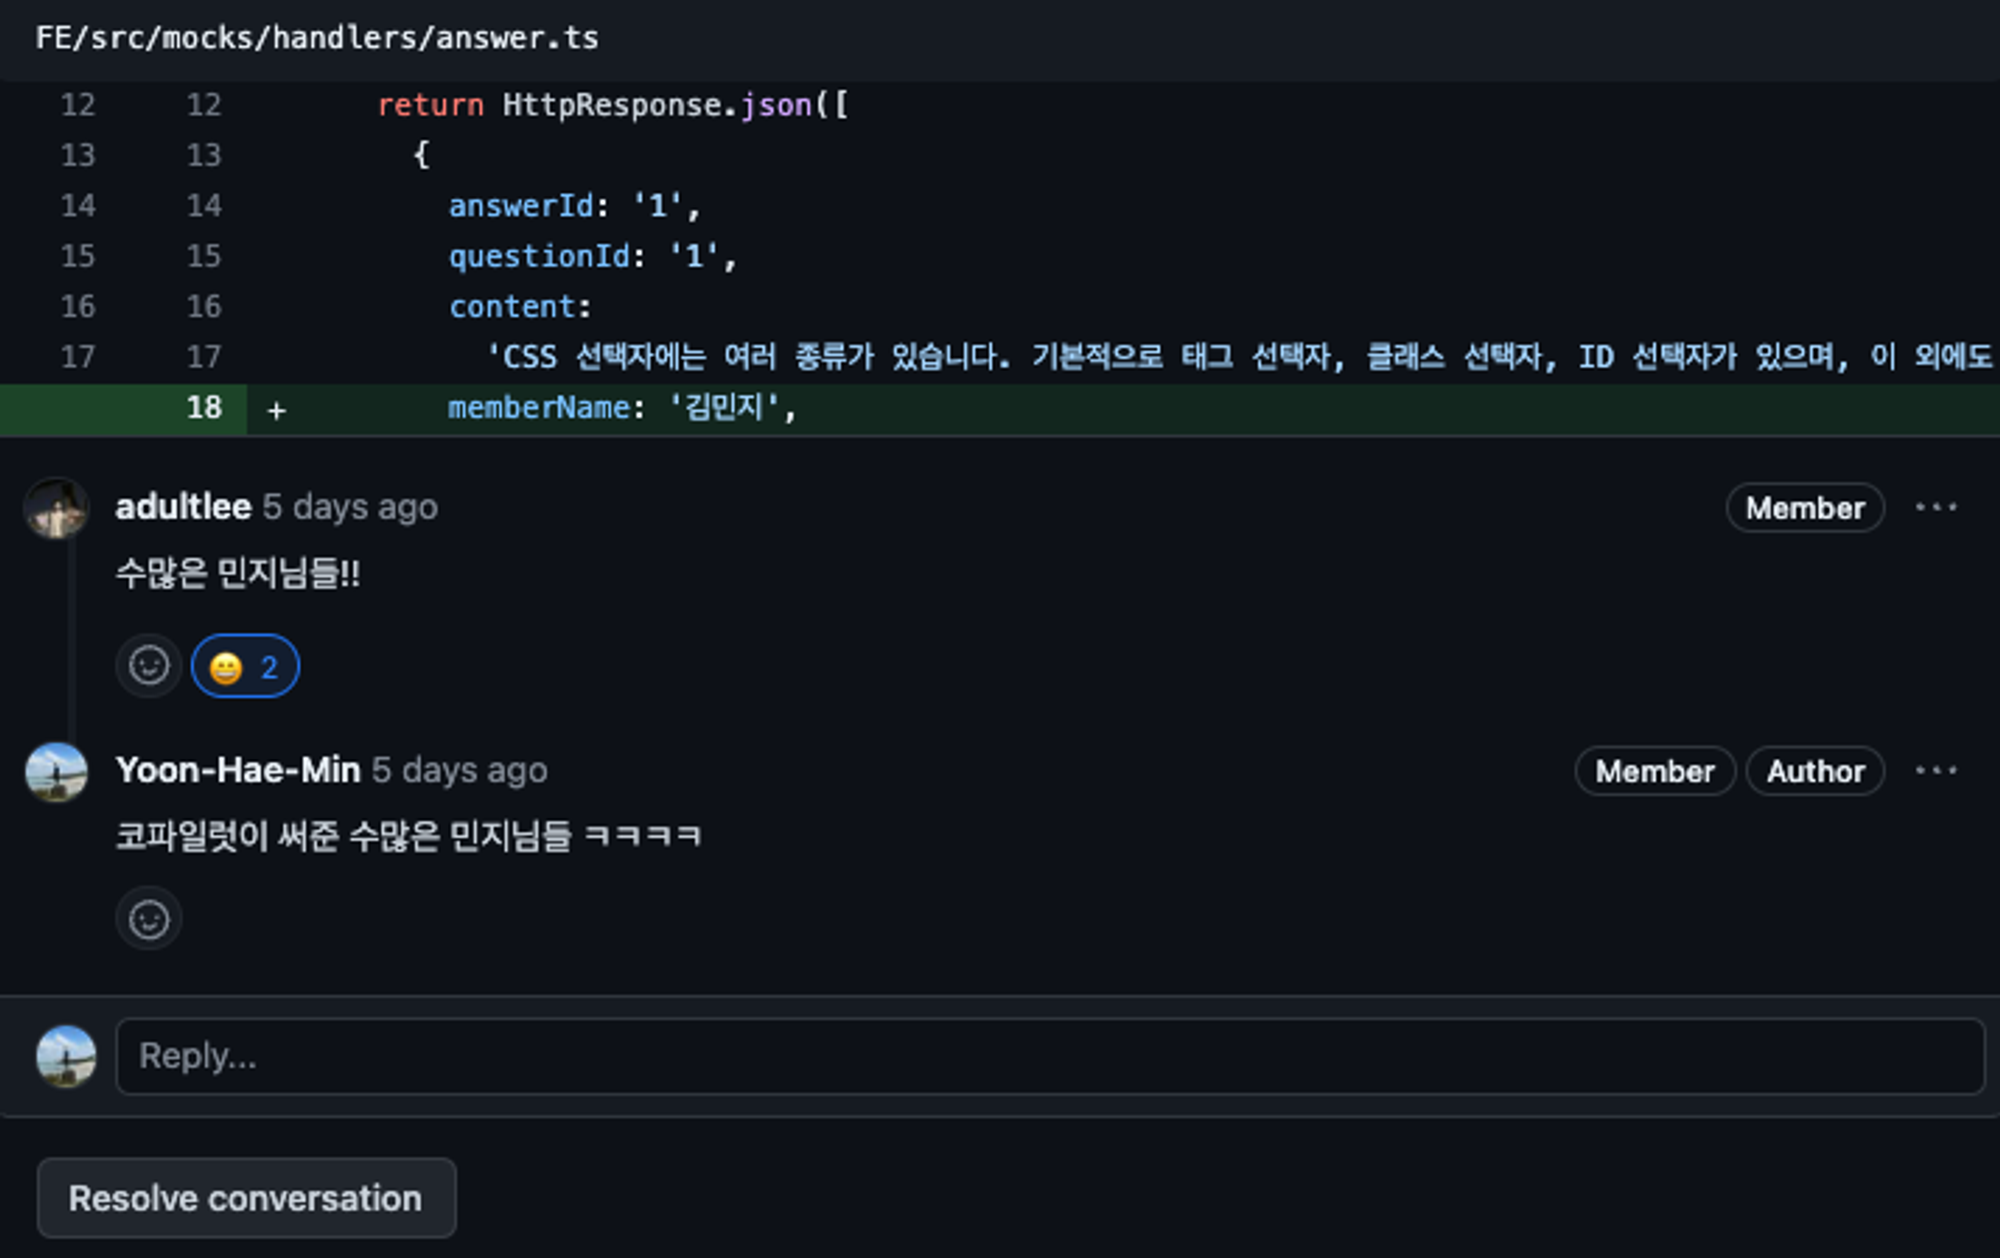 FE/src/mocks/handlers/answer.ts
12 12 return HttpResponse.json([
13 13 {
14 14 answerId: '1',
15 15 questionId: '1',
16 16 content:
17 17 'CSS 선택자에는 여러 종류가 있습니다. 기본적으로 태그 선택자, 클래스 선택자, ID 선택자가 있으며, 이 외에도
18 + memberName: '김민지',
adultlee 5 days ago Member ...
수많은 민지님들!!
😄 2
Yoon-Hae-Min 5 days ago Member Author ...
코파일럿이 써준 수많은 민지님들 ㅋㅋㅋㅋ
Reply...
Resolve conversation